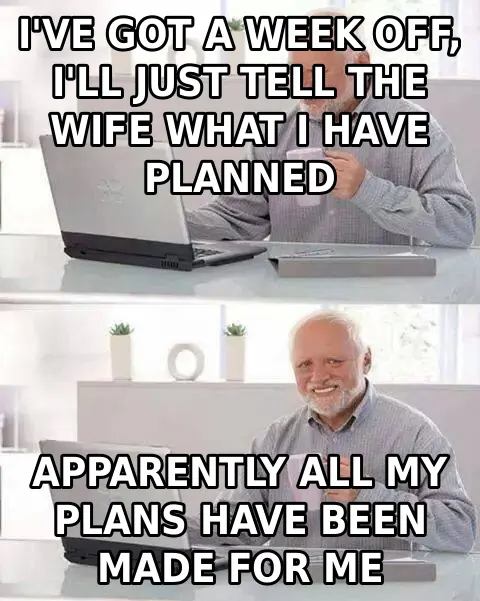 I'VE GOT A WEEK OFF,
I'LL JUST TELL THE
WIFE WHAT I HAVE
PLANNED
APPARENTLY ALL MY
PLANS HAVE BEEN
MADE FOR ME